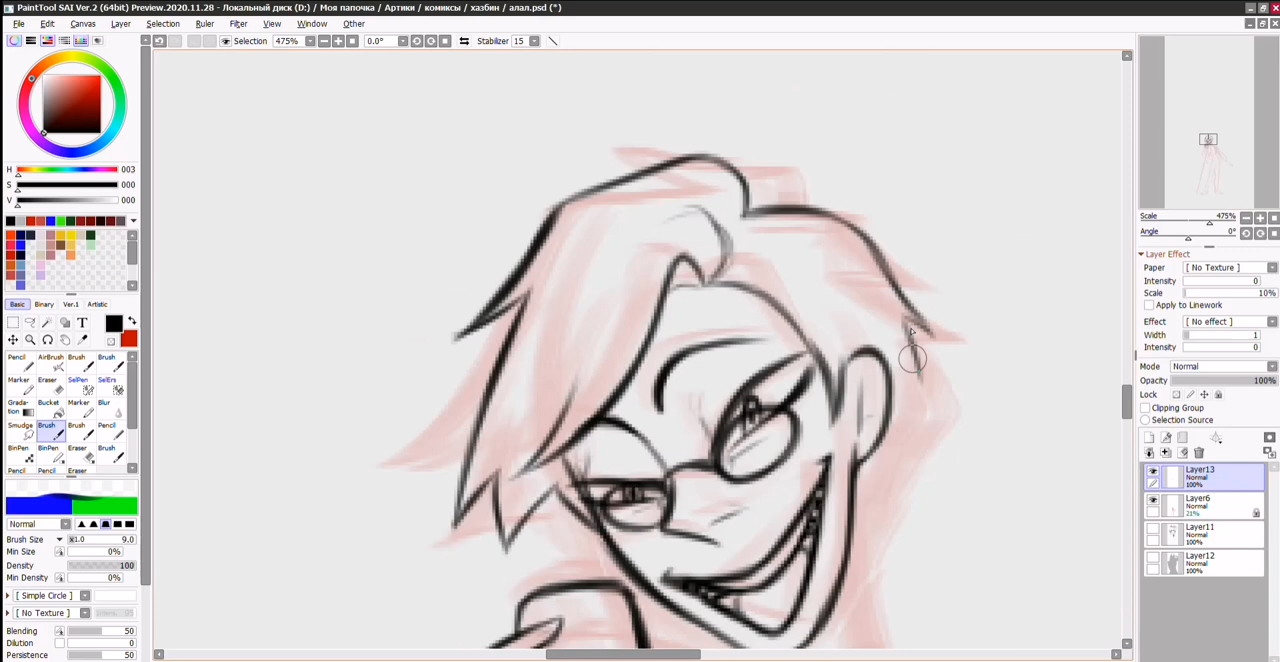 PaintTool SAI Ver.2 (64bit) Preview.2020.11.28 - Локальный диск (D:) / Моя папочка / Артики / комиксы / хазбин / алал.psd (*)
File Edit Canvas Layer Selection Ruler Filter View Window Other
Selection 475% 0.0° Stabilizer 15
H 003
S 000
V 000
Basic Binary Ver.1 Artistic
T
Pencil AirBrush Brush Brush
Marker Eraser SelPen SelErs
Grada-tion Bucket Marker Blur
Smudge Brush Brush Pencil
BinPen BinPen Eraser Brush
Pencil Pencil Eraser Brush
Normal
Brush Size x1.0 9.0
Min Size 0%
Density 100
Min Density 0%
[ Simple Circle ]
[ No Texture ]
Blending 50
Dilution 0
Persistence 50
Scale 475%
Angle 0°
Layer Effect
Paper [ No Texture ]
Intensity 0
Scale 10%
Apply to Linework
Effect [ No effect ]
Width 1
Intensity 0
Mode Normal
Opacity 100%
Lock
Clipping Group
Selection Source
Layer13
Normal
100%
Layer6
Normal
21%
Layer11
Normal
100%
Layer12
Normal
100%